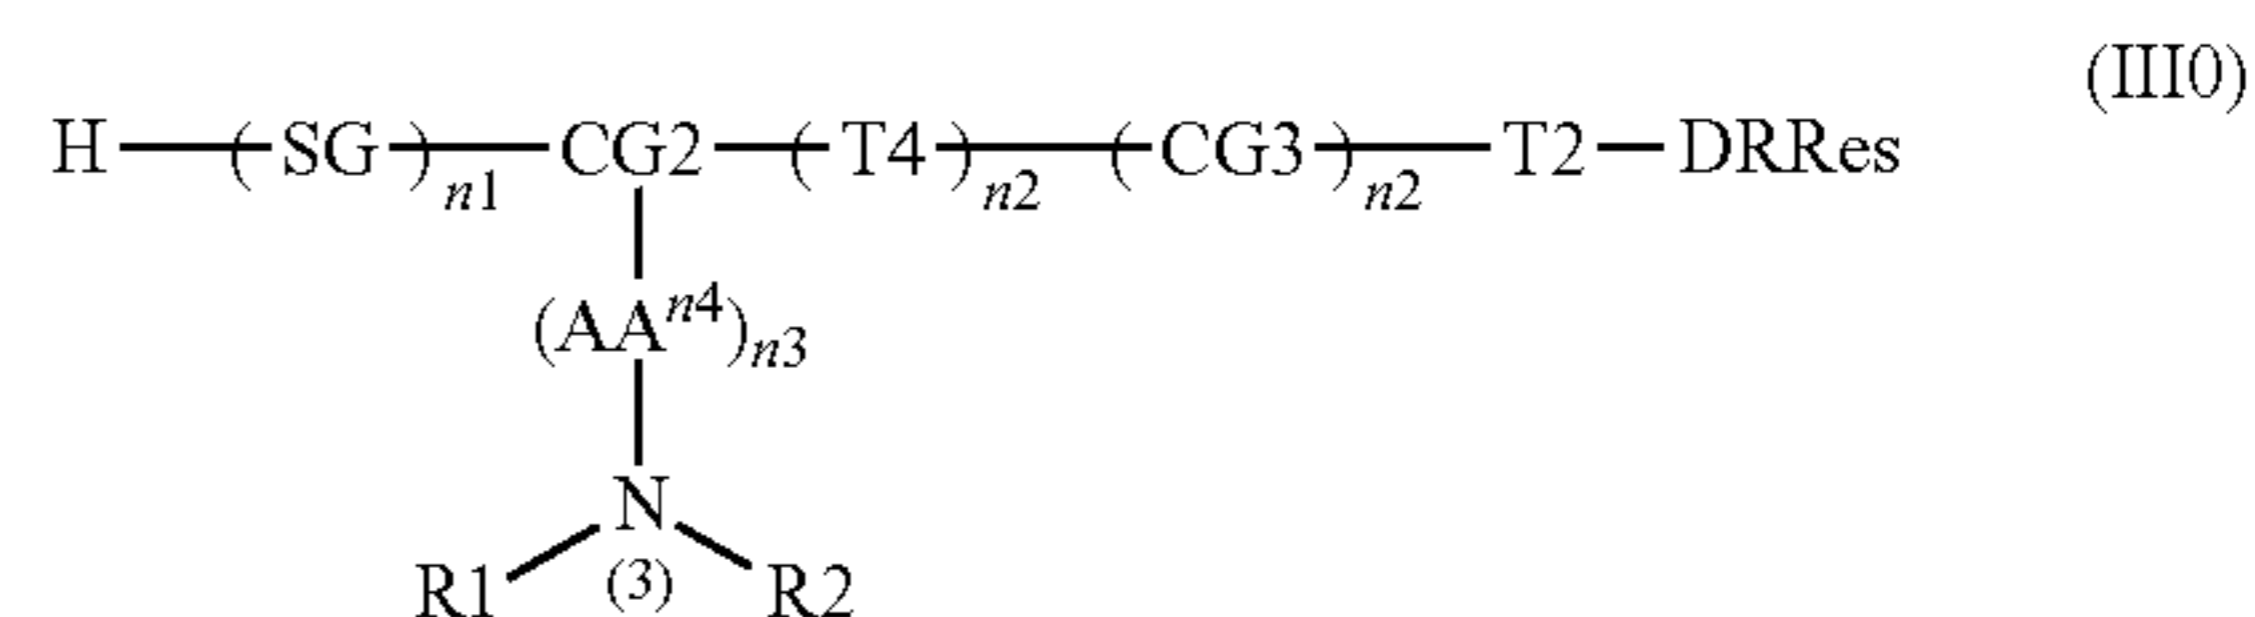 (III0)
H—(SG)n1—CG2—(T4)n2—(CG3)n2—T2—DRRes
(AAn4)n3
N
R1 (3) R2